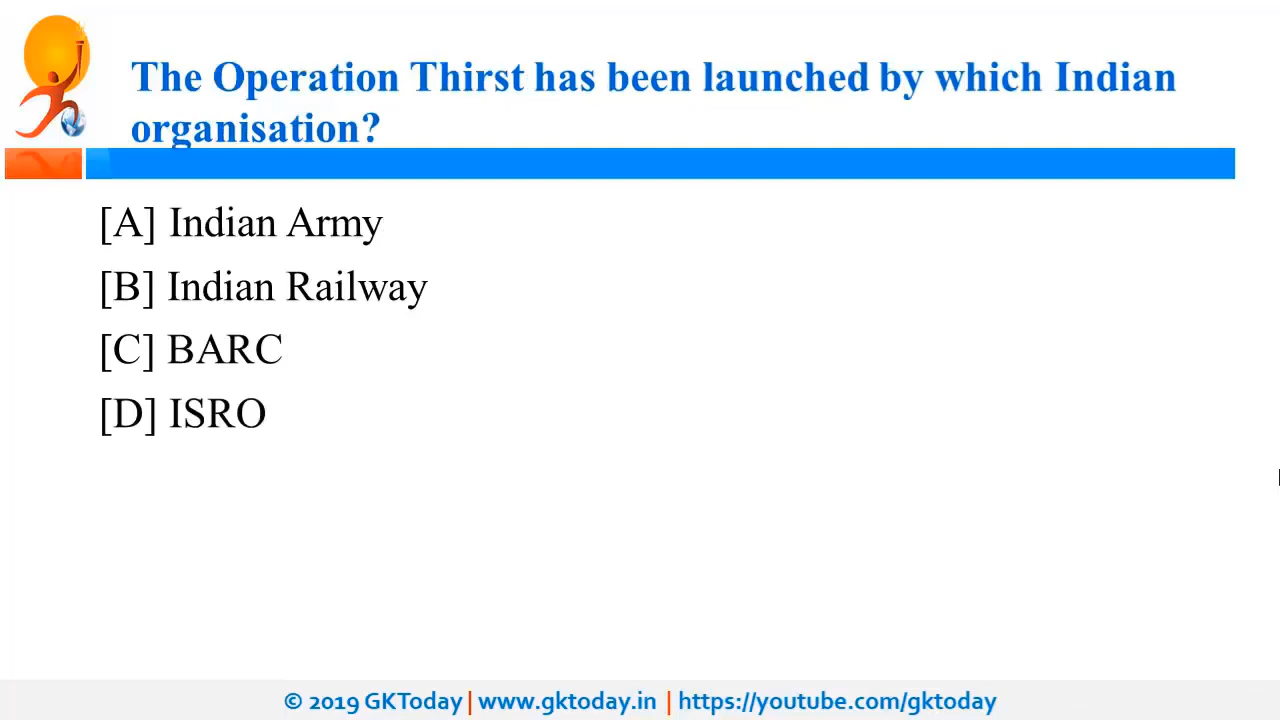 The Operation Thirst has been launched by which Indian
organisation?
[A] Indian Army
[B] Indian Railway
[C] BARC
[D] ISRO
© 2019 GKToday | www.gktoday.in | https://youtube.com/gktoday